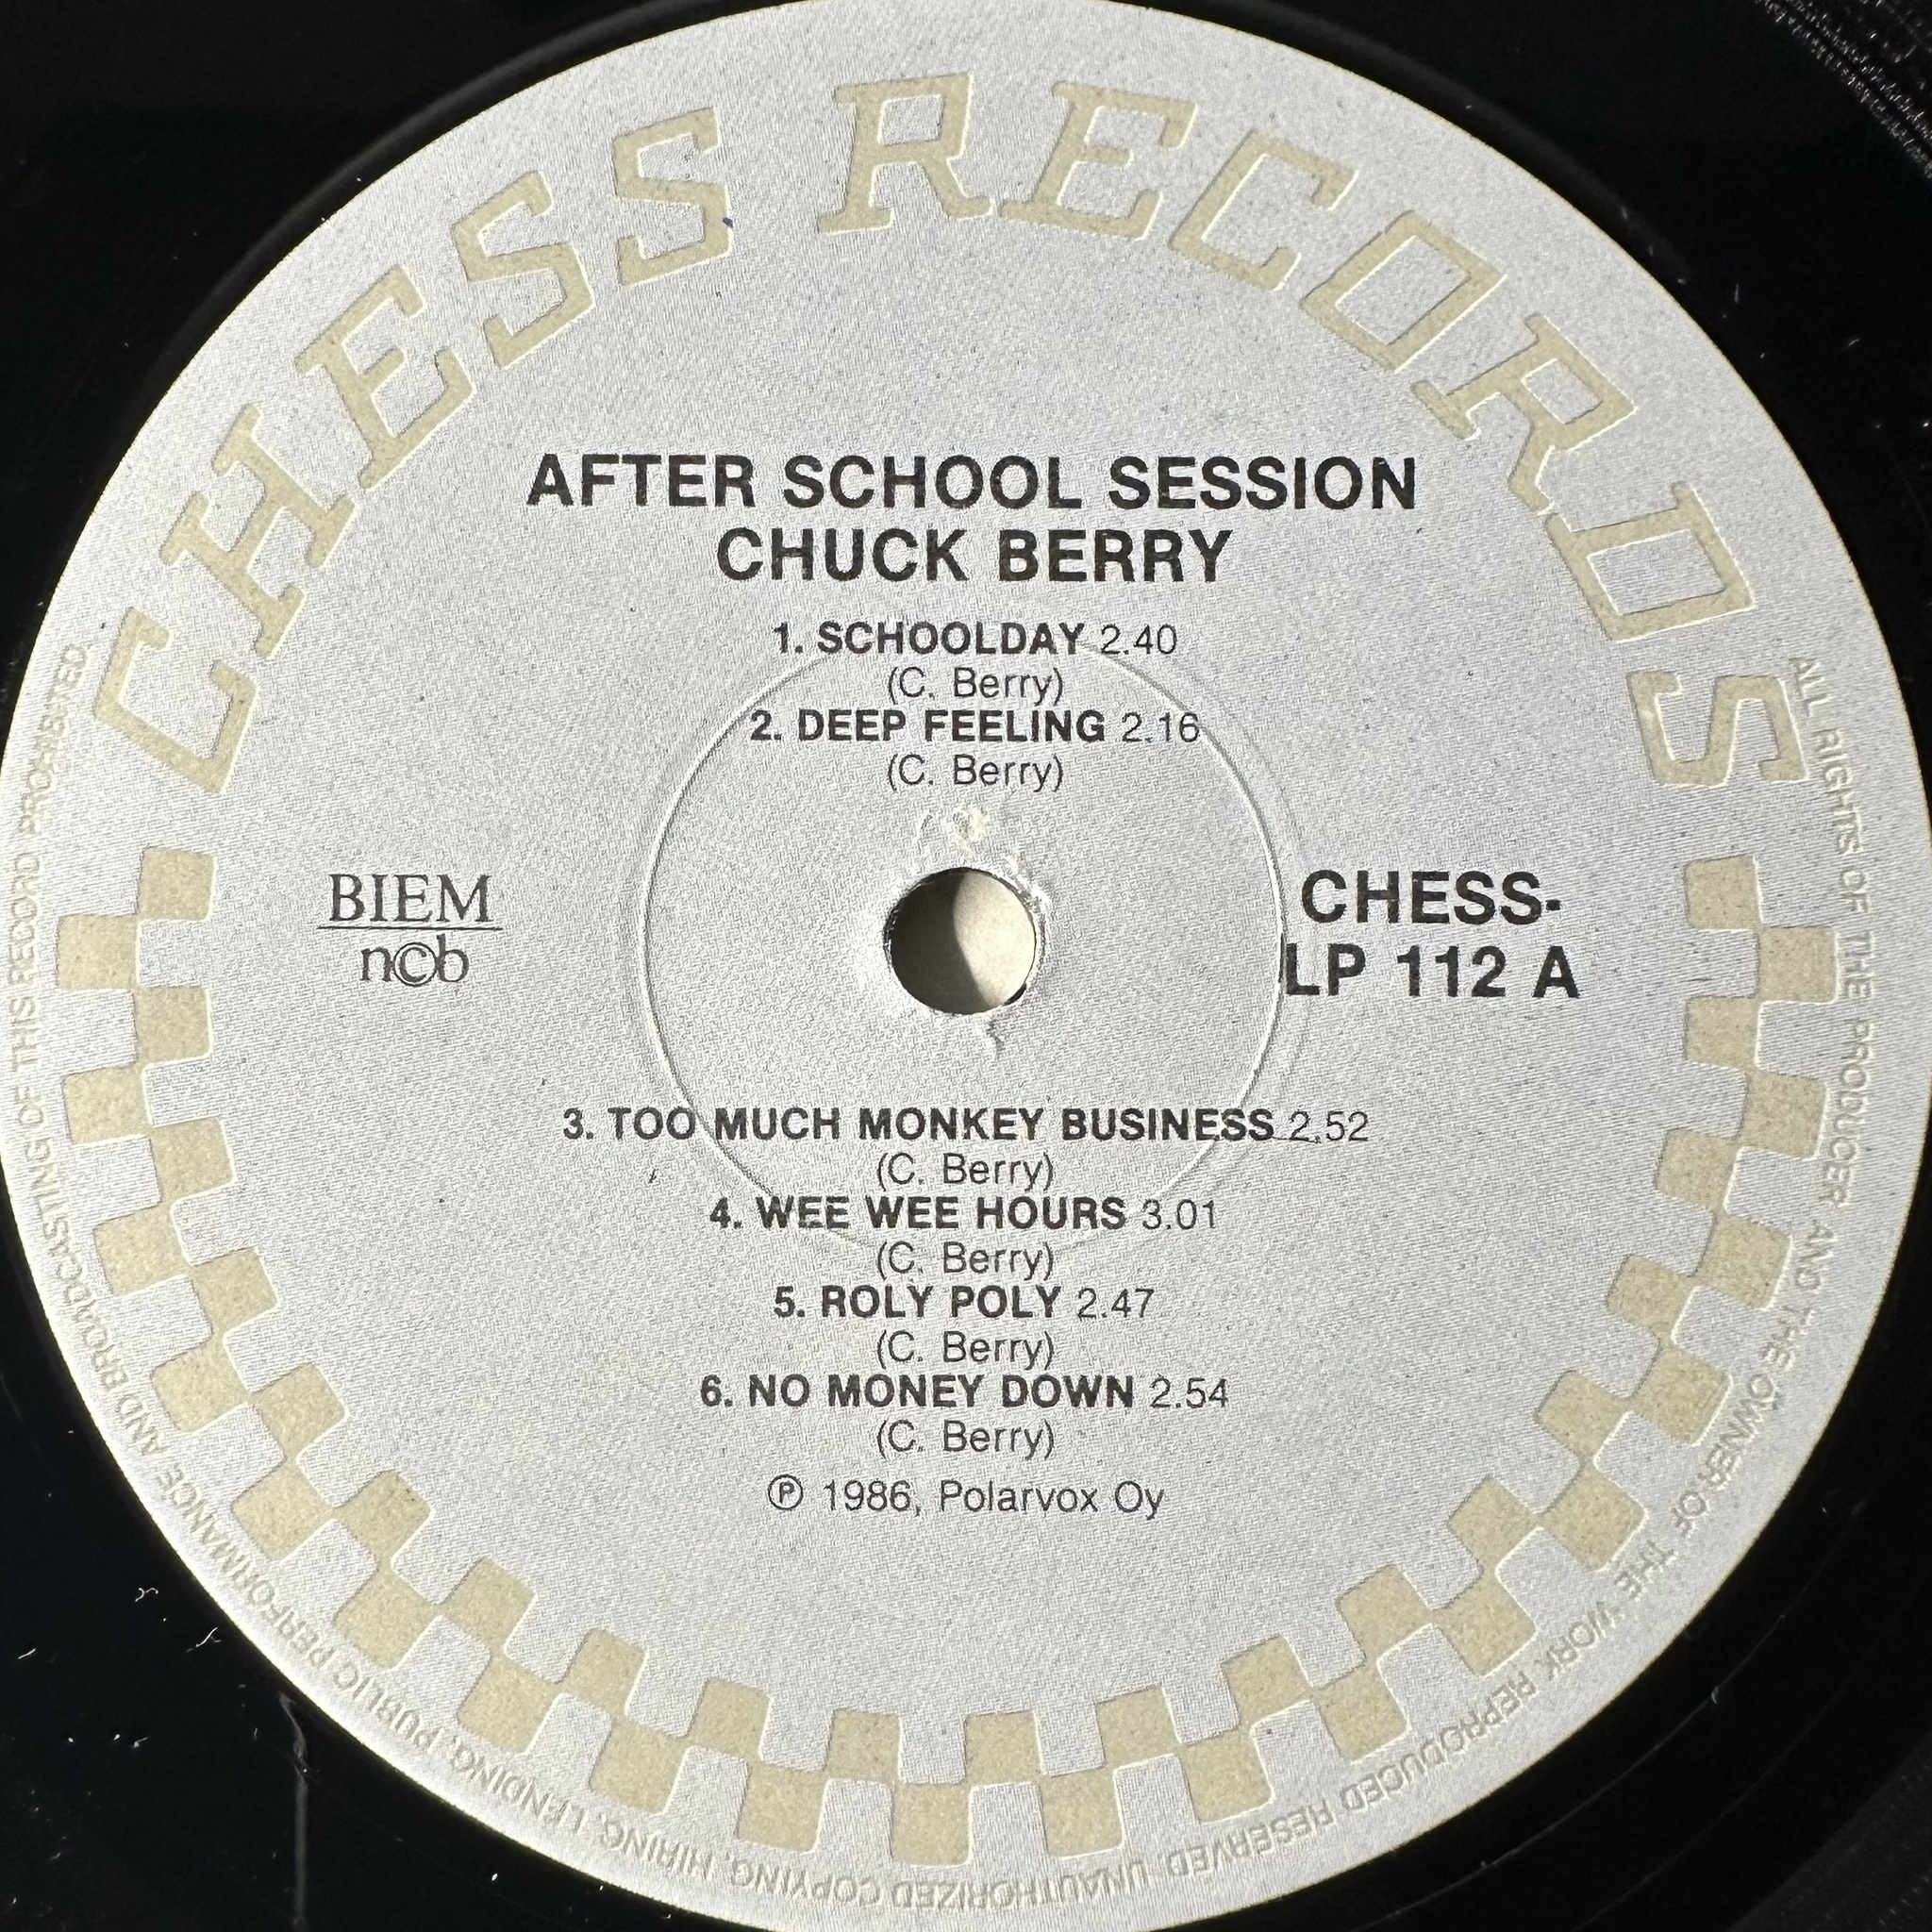 CHESS RECORDS
AFTER SCHOOL SESSION
CHUCK BERRY
1. SCHOOLDAY 2.40
(C. Berry)
2. DEEP FEELING 2.16
(C. Berry)
BIEM
n©b
CHESS-
LP 112 A
3. TOO MUCH MONKEY BUSINESS 2.52
(C. Berry)
4. WEE WEE HOURS 3.01
(C. Berry)
5. ROLY POLY 2.47
(C. Berry)
6. NO MONEY DOWN 2.54
(C. Berry)
℗ 1986, Polarvox Oy
ALL RIGHTS OF THE PRODUCER AND THE OWNER OF THE WORK REPRODUCED RESERVED UNAUTHORIZED COPYING, HIRING, LENDING, PUBLIC PERFORMANCE AND BROADCASTING OF THIS RECORD PROHIBITED